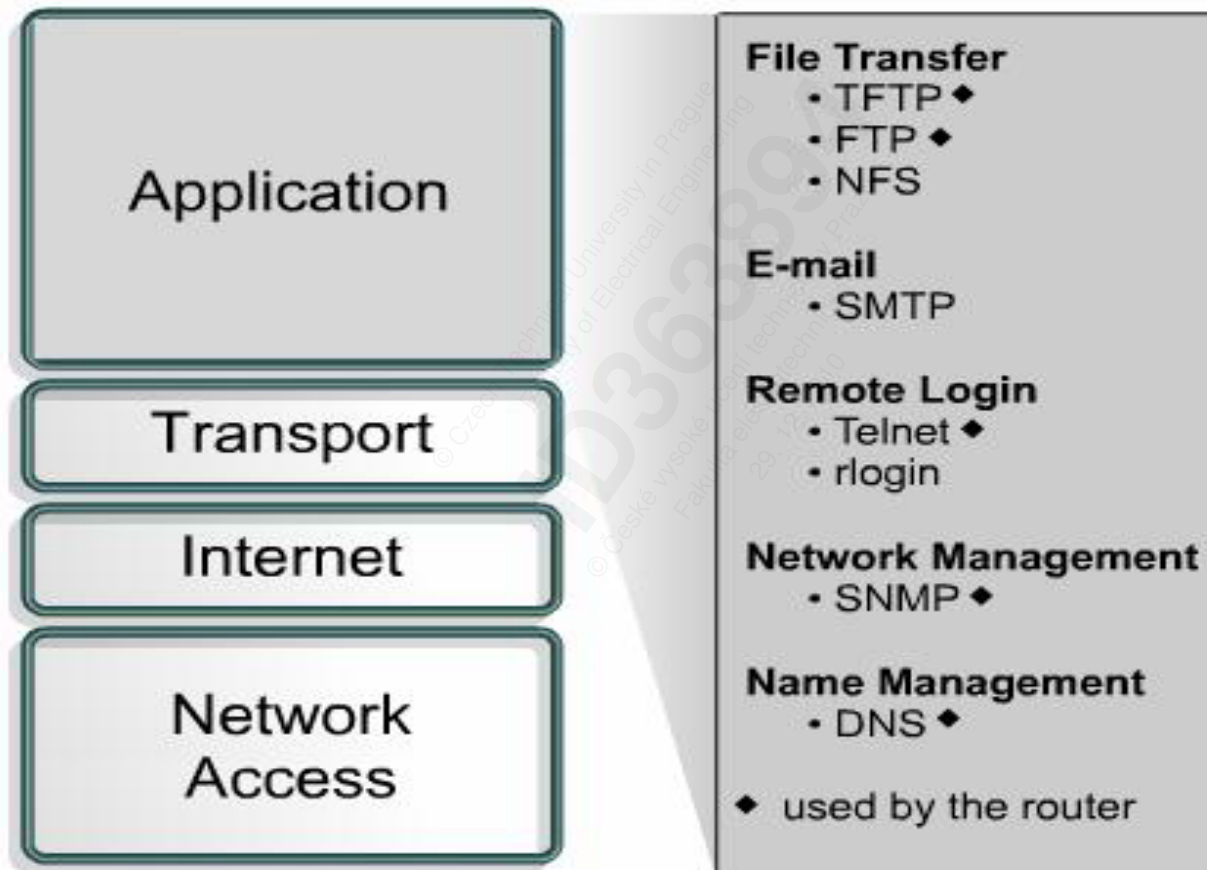 Application
Transport
Internet
Network
Access
File Transfer
• TFTP ◆
• FTP ◆
• NFS
E-mail
• SMTP
Remote Login
• Telnet ◆
• rlogin
Network Management
• SNMP ◆
Name Management
• DNS ◆
◆ used by the router